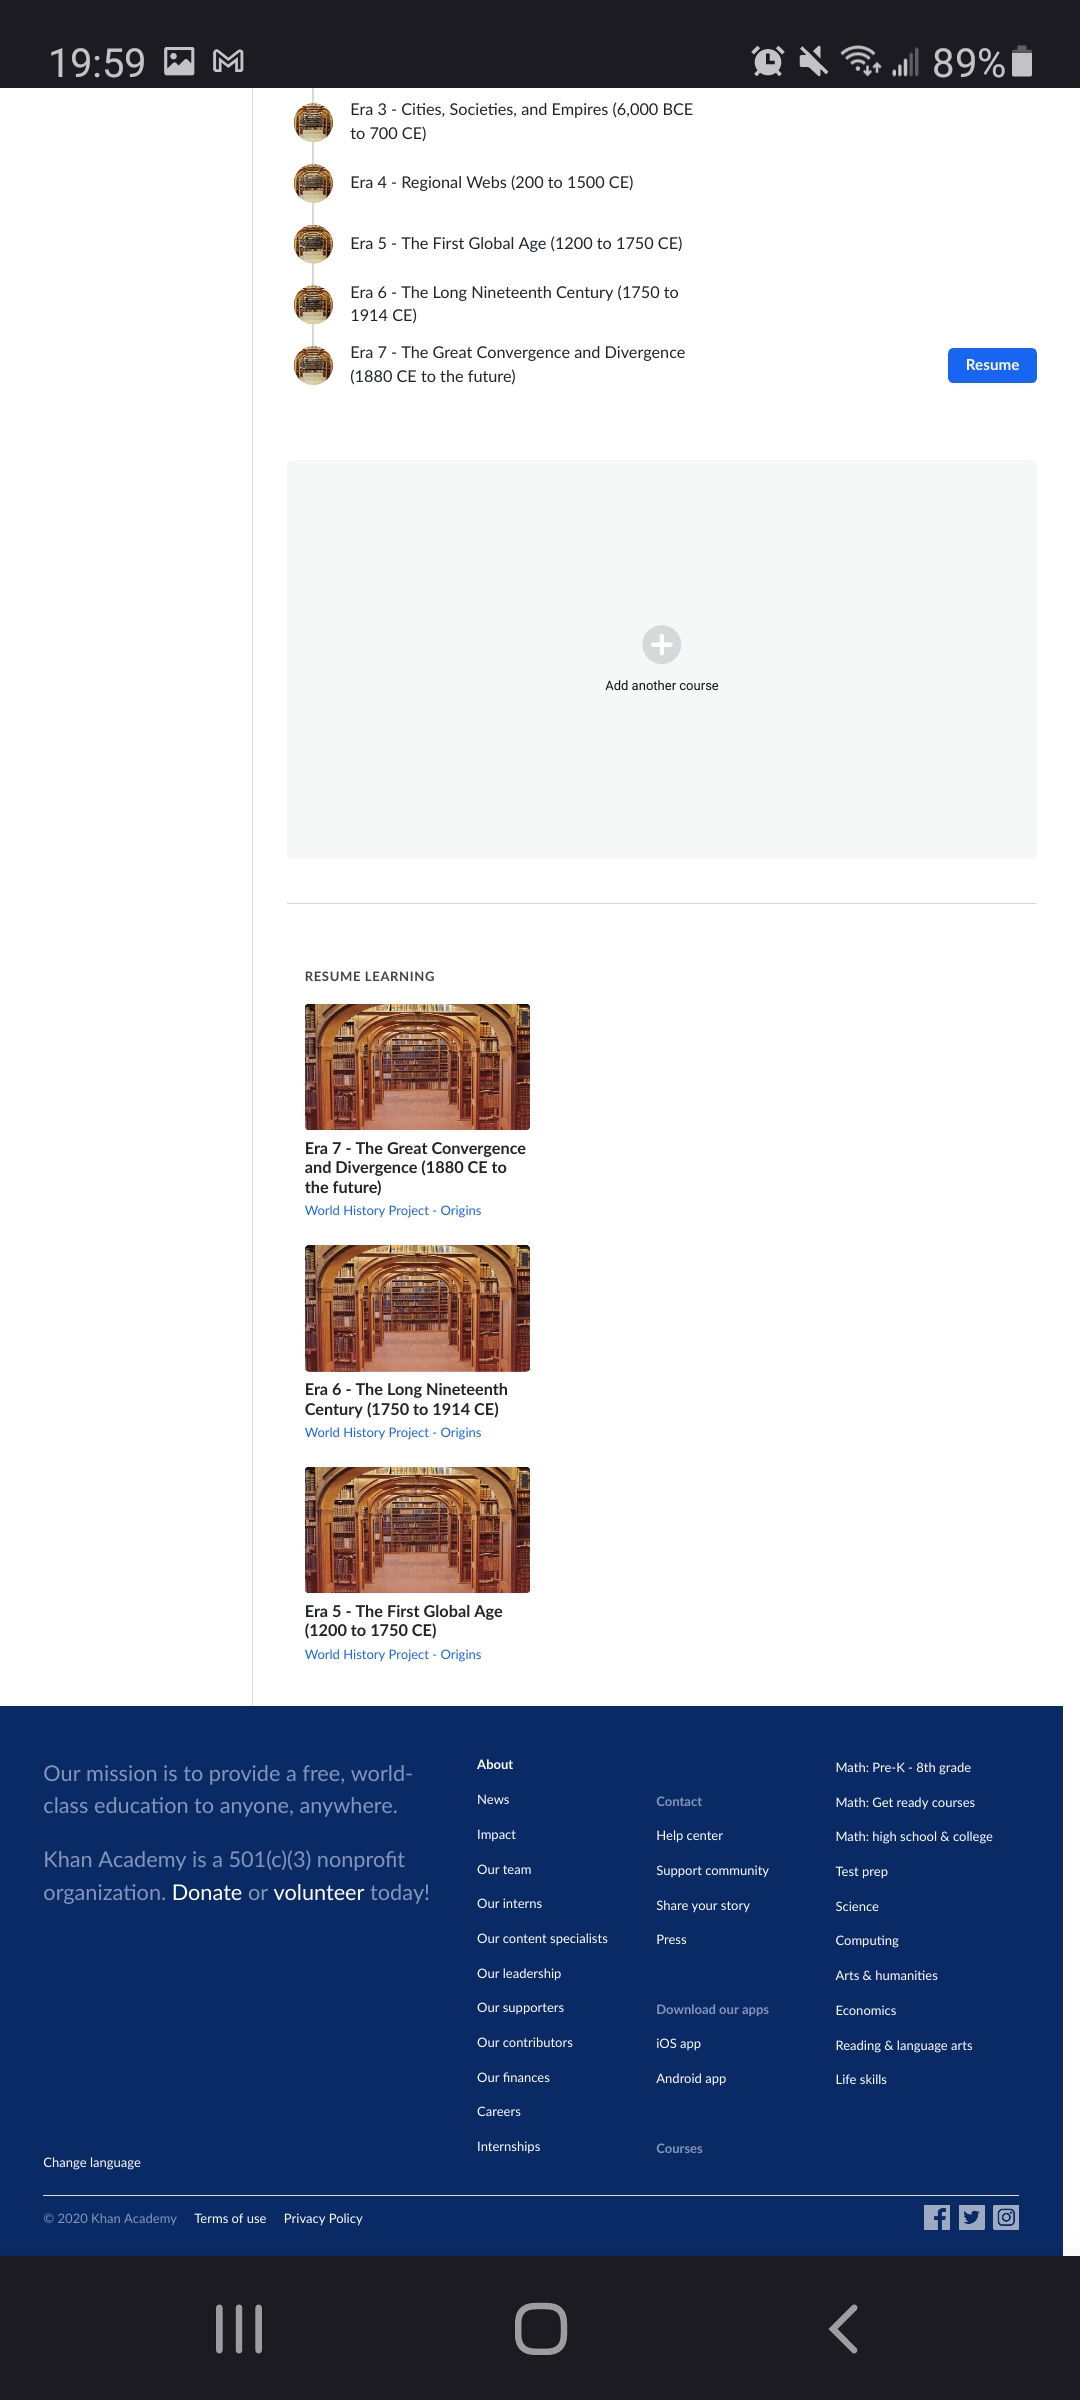 19:59
89%
Era 3 - Cities, Societies, and Empires (6,000 BCE
to 700 CE)
Era 4 - Regional Webs (200 to 1500 CE)
Era 5 - The First Global Age (1200 to 1750 CE)
Era 6 - The Long Nineteenth Century (1750 to
1914 CE)
Era 7 - The Great Convergence and Divergence
(1880 CE to the future)
Resume
Add another course
RESUME LEARNING
Era 7 - The Great Convergence
and Divergence (1880 CE to
the future)
World History Project - Origins
Era 6 - The Long Nineteenth
Century (1750 to 1914 CE)
World History Project - Origins
Era 5 - The First Global Age
(1200 to 1750 CE)
World History Project - Origins
Our mission is to provide a free, world-
class education to anyone, anywhere.
Khan Academy is a 501(c)(3) nonprofit
organization. Donate or volunteer today!
Change language
About
News
Impact
Our team
Our interns
Our content specialists
Our leadership
Our supporters
Our contributors
Our finances
Careers
Internships
Contact
Help center
Support community
Share your story
Press
Download our apps
iOS app
Android app
Courses
Math: Pre-K - 8th grade
Math: Get ready courses
Math: high school & college
Test prep
Science
Computing
Arts & humanities
Economics
Reading & language arts
Life skills
© 2020 Khan Academy
Terms of use
Privacy Policy